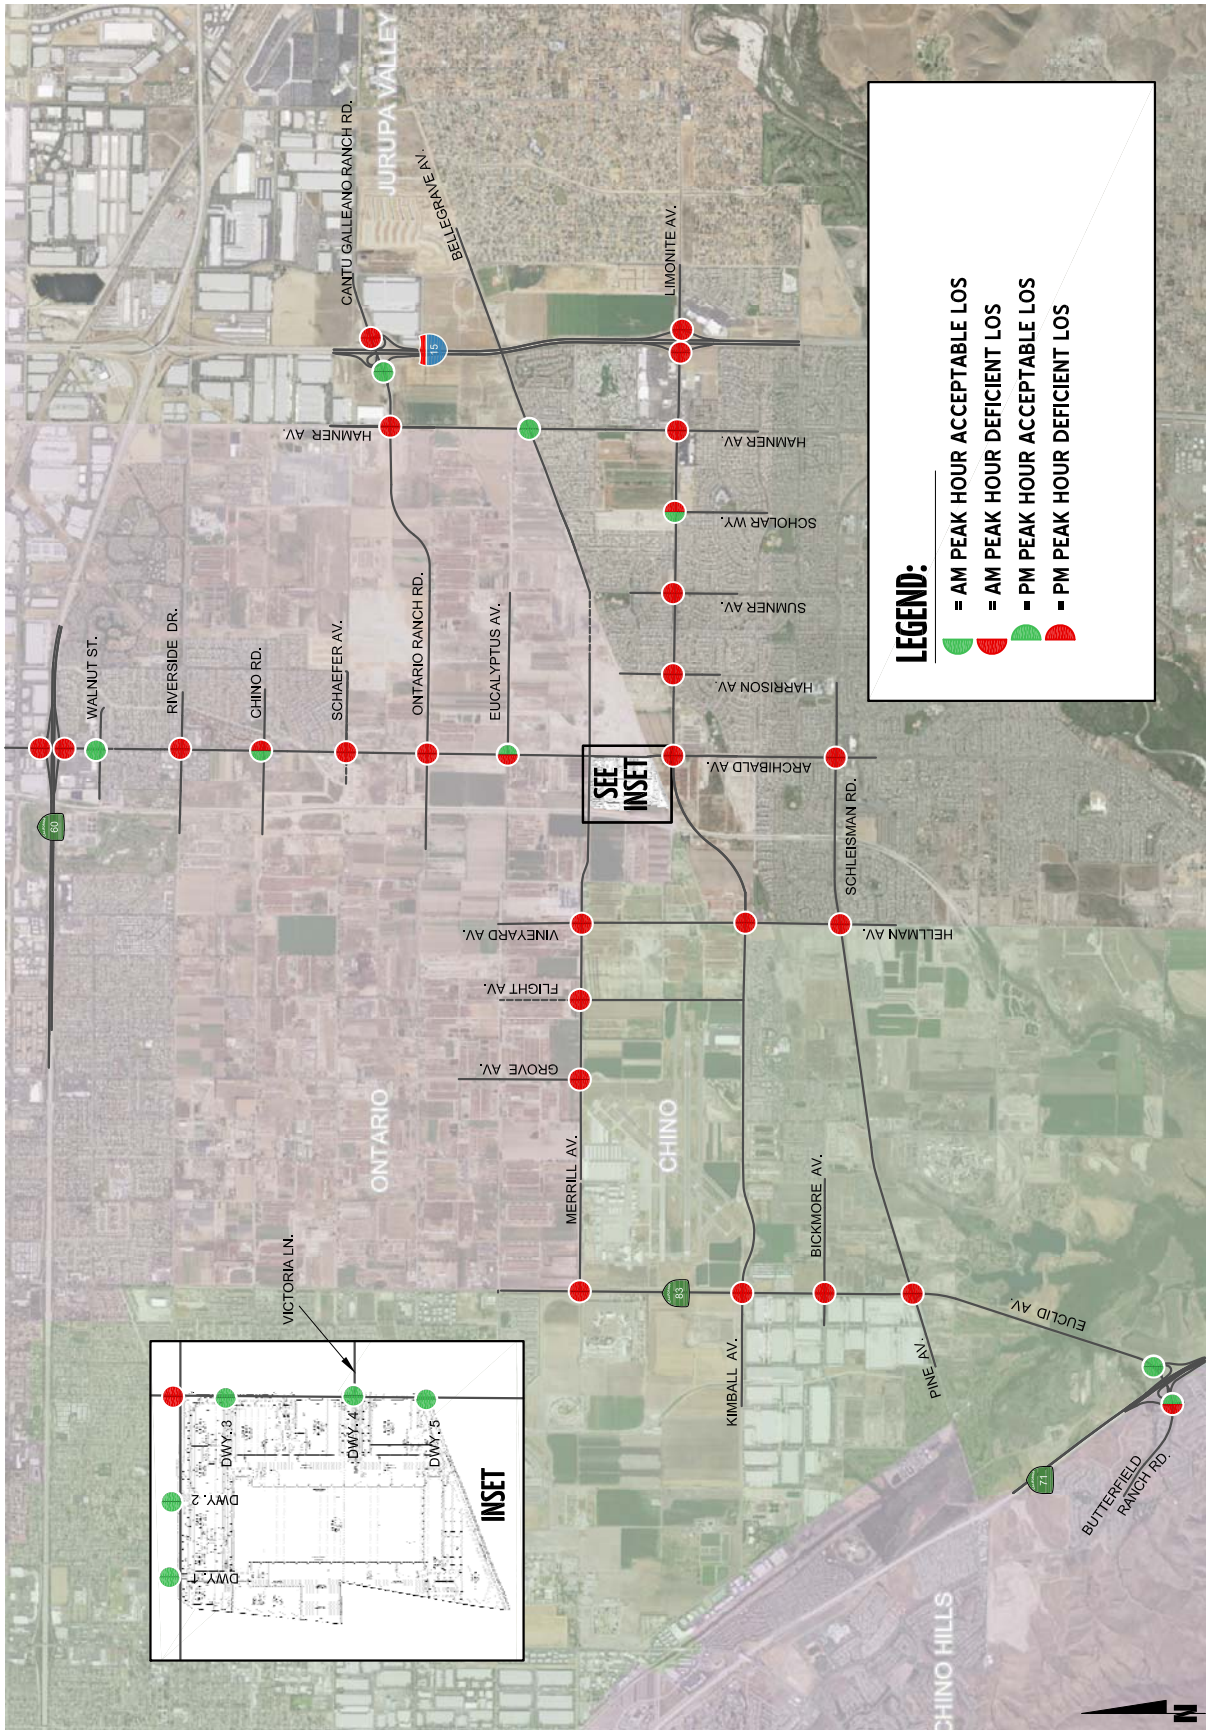 JURUPA VALLEY
CANTU GALLEANO RANCH RD.
BELLEGRAVE AV.
LIMONITE AV.
15
HAMNER AV.
HAMNER AV.
SCHOLAR WY.
SUMNER AV.
HARRISON AV.
WALNUT ST.
RIVERSIDE DR.
CHINO RD.
SCHAEFER AV.
ONTARIO RANCH RD.
EUCALYPTUS AV.
60
SEE
INSET
ARCHIBALD AV.
SCHLEISMAN RD.
HELLMAN AV.
VINEYARD AV.
FLIGHT AV.
GROVE AV.
MERRILL AV.
ONTARIO
CHINO
BICKMORE AV.
83
KIMBALL AV.
PINE AV.
EUCLID AV.
71
BUTTERFIELD
RANCH RD.
CHINO HILLS
VICTORIA LN.
DWY. 1
DWY. 2
DWY. 3
DWY. 4
DWY. 5
INSET
LEGEND:
= AM PEAK HOUR ACCEPTABLE LOS
= AM PEAK HOUR DEFICIENT LOS
= PM PEAK HOUR ACCEPTABLE LOS
= PM PEAK HOUR DEFICIENT LOS
N